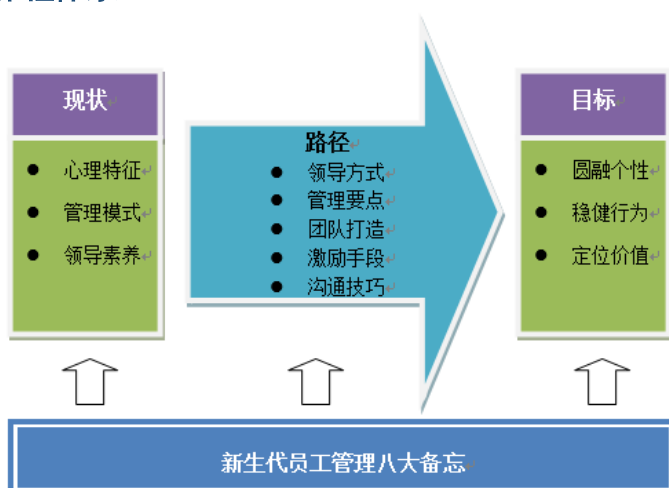 现状
● 心理特征
● 管理模式
● 领导素养
路径
● 领导方式
● 管理要点
● 团队打造
● 激励手段
● 沟通技巧
目标
● 圆融个性
● 稳健行为
● 定位价值
新生代员工管理八大备忘